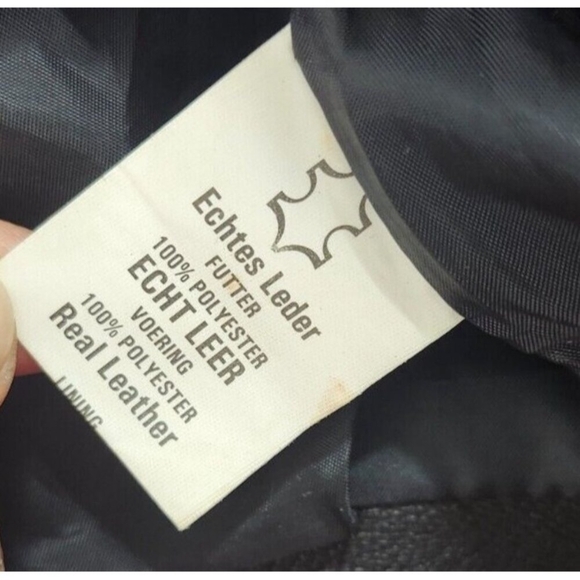 Echtes Leder
FUTTER
100% POLYESTER
ECHT LEER
VOERING
100% POLYESTER
Real Leather
LINING